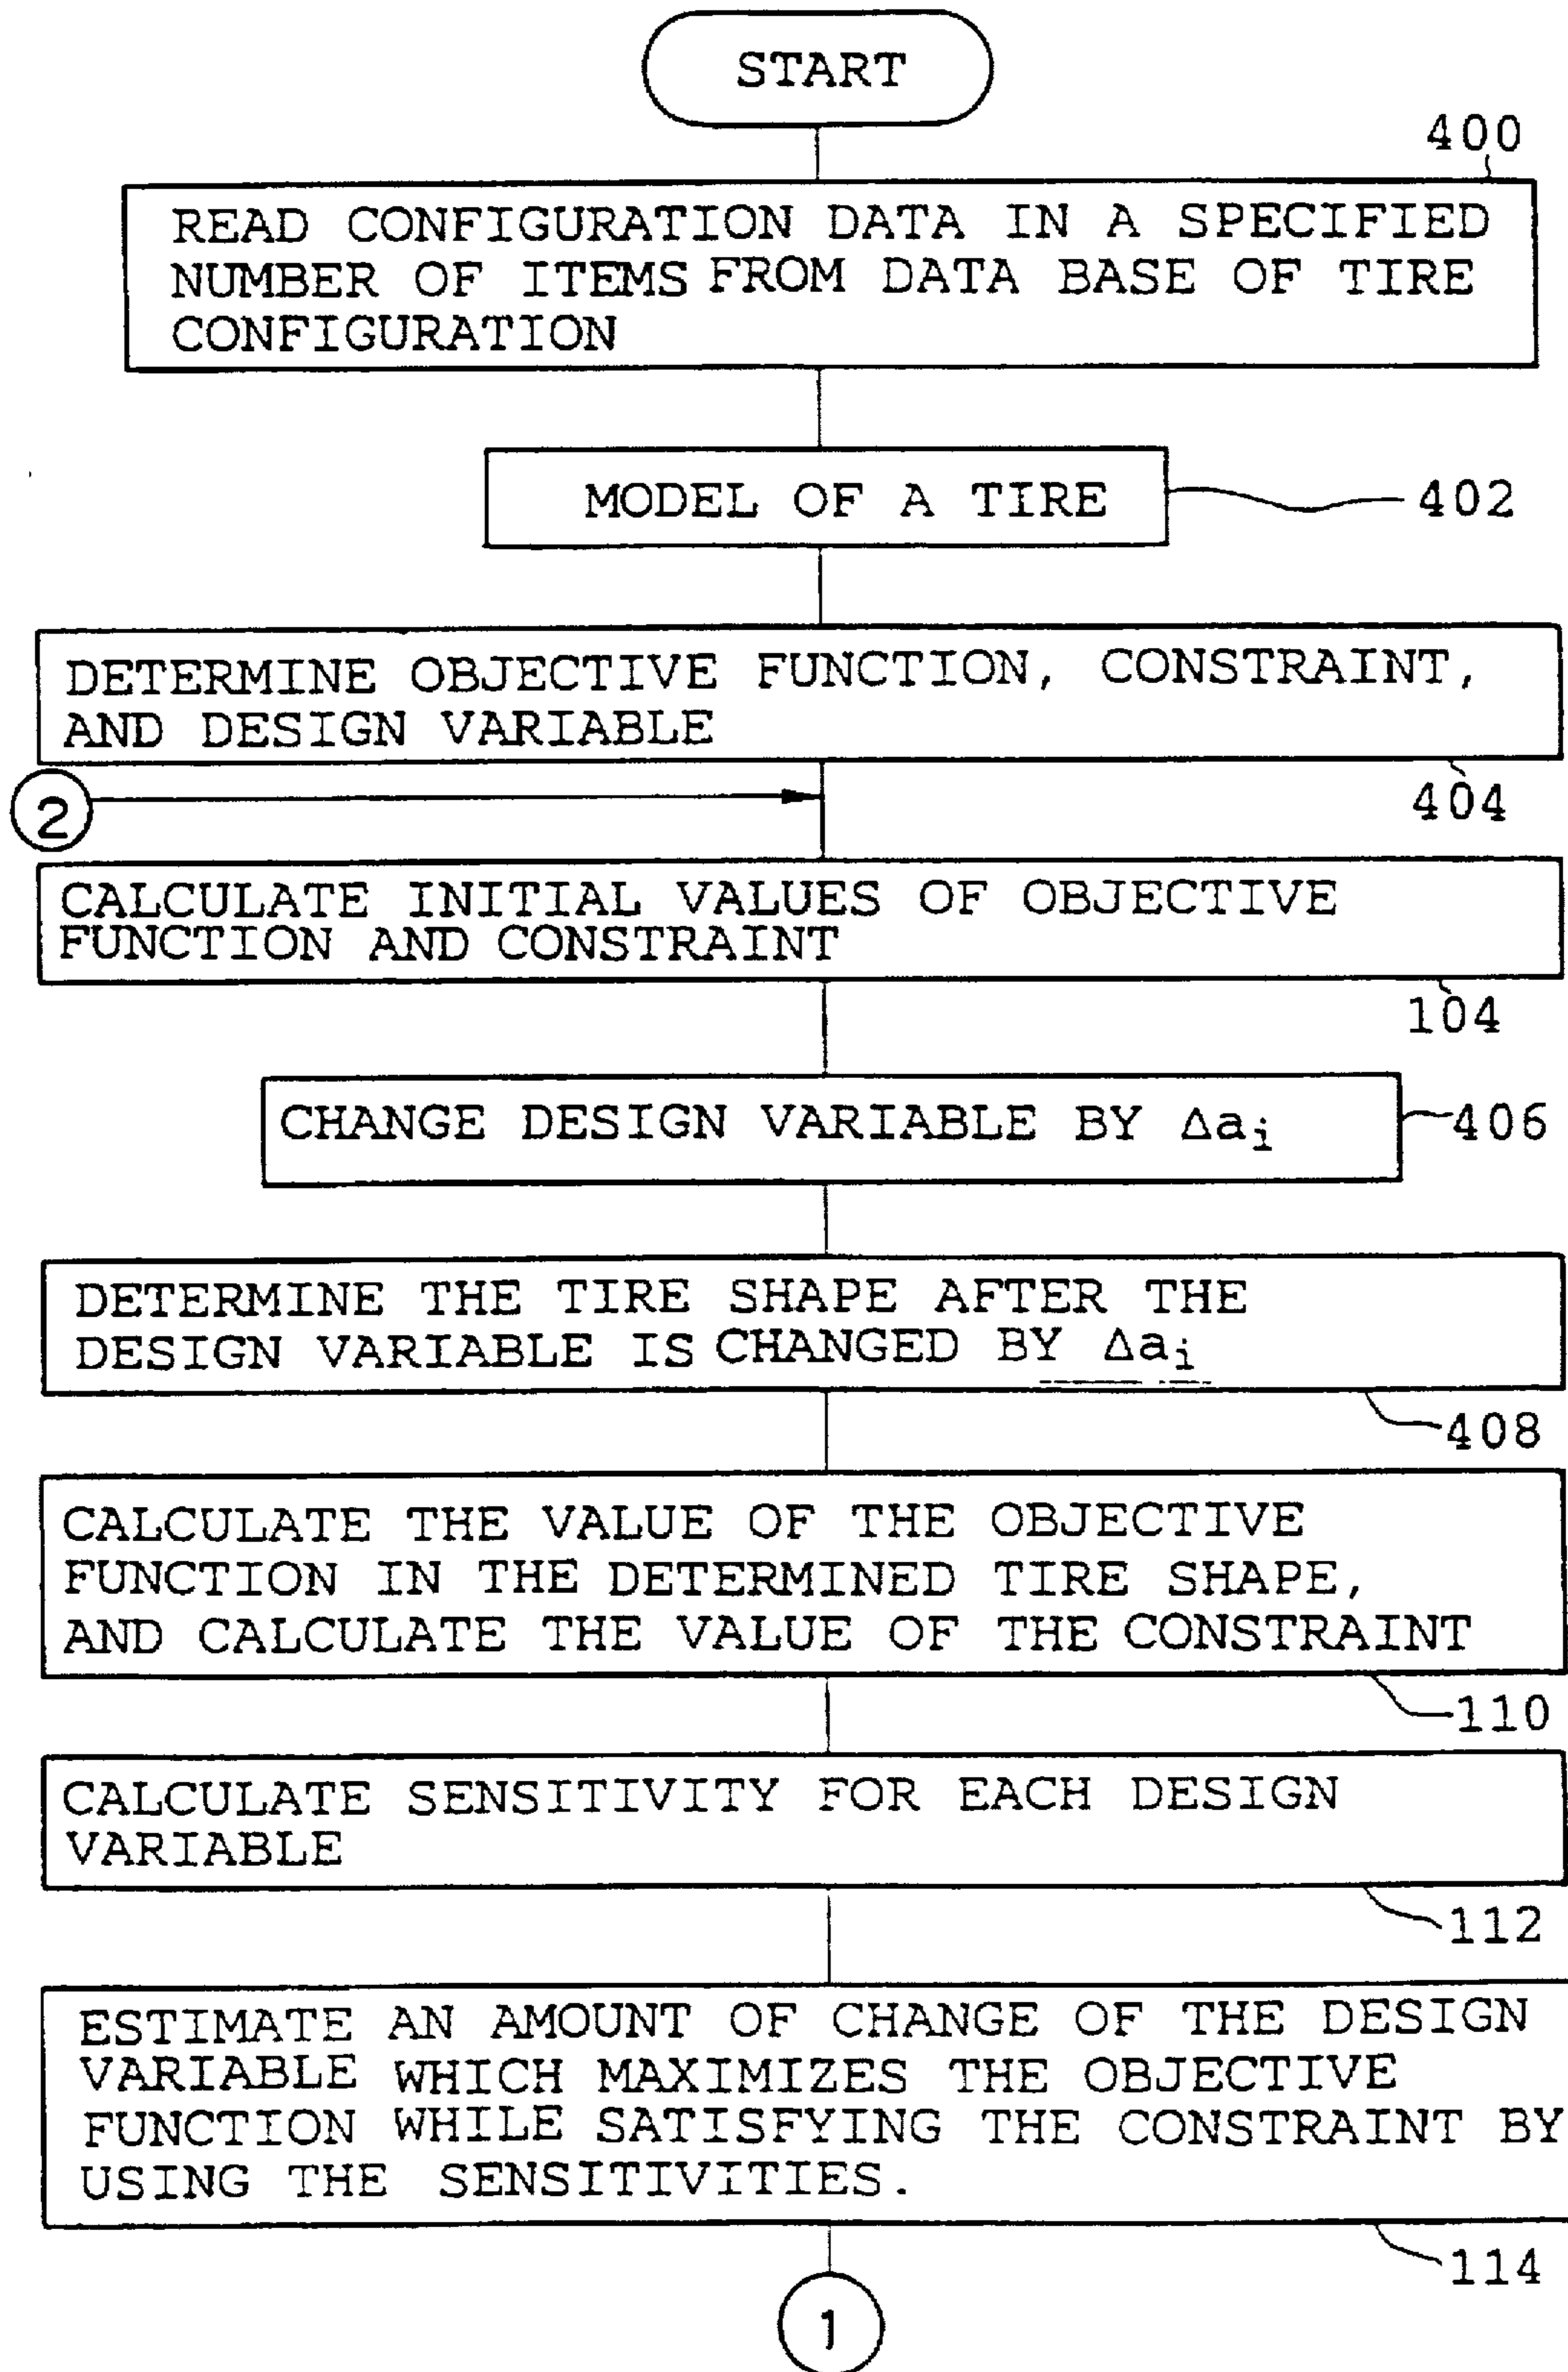 START
400
READ CONFIGURATION DATA IN A SPECIFIED
NUMBER OF ITEMS FROM DATA BASE OF TIRE
CONFIGURATION
MODEL OF A TIRE
402
DETERMINE OBJECTIVE FUNCTION, CONSTRAINT,
AND DESIGN VARIABLE
404
2
CALCULATE INITIAL VALUES OF OBJECTIVE
FUNCTION AND CONSTRAINT
104
CHANGE DESIGN VARIABLE BY Δai
406
DETERMINE THE TIRE SHAPE AFTER THE
DESIGN VARIABLE IS CHANGED BY Δai
408
CALCULATE THE VALUE OF THE OBJECTIVE
FUNCTION IN THE DETERMINED TIRE SHAPE,
AND CALCULATE THE VALUE OF THE CONSTRAINT
110
CALCULATE SENSITIVITY FOR EACH DESIGN
VARIABLE
112
ESTIMATE AN AMOUNT OF CHANGE OF THE DESIGN
VARIABLE WHICH MAXIMIZES THE OBJECTIVE
FUNCTION WHILE SATISFYING THE CONSTRAINT BY
USING THE SENSITIVITIES.
114
1